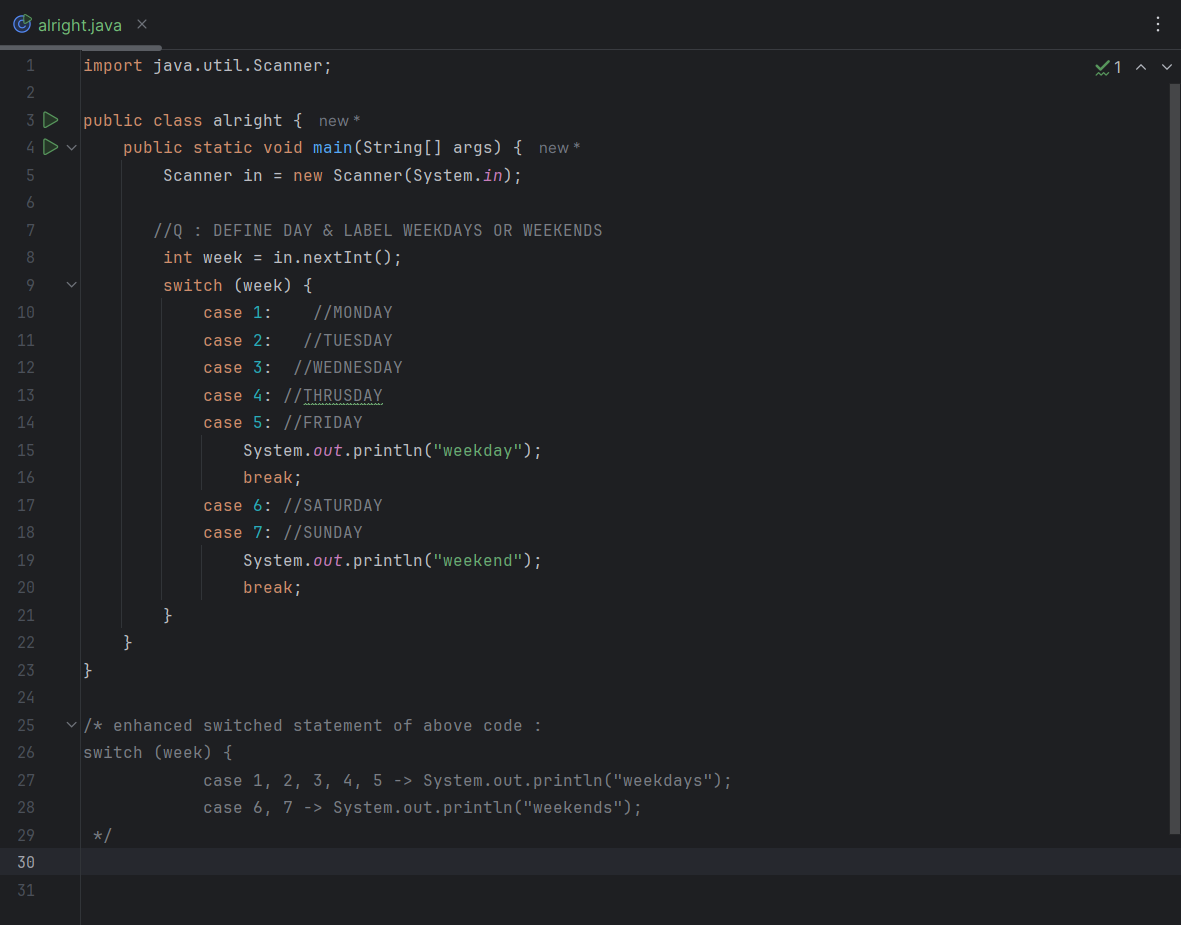 alright.java
1 import java.util.Scanner; 1
2
3 public class alright { new *
4 public static void main(String[] args) { new *
5 Scanner in = new Scanner(System.in);
6
7 //Q : DEFINE DAY & LABEL WEEKDAYS OR WEEKENDS
8 int week = in.nextInt();
9 switch (week) {
10 case 1: //MONDAY
11 case 2: //TUESDAY
12 case 3: //WEDNESDAY
13 case 4: //THRUSDAY
14 case 5: //FRIDAY
15 System.out.println("weekday");
16 break;
17 case 6: //SATURDAY
18 case 7: //SUNDAY
19 System.out.println("weekend");
20 break;
21 }
22 }
23 }
24
25 /* enhanced switched statement of above code :
26 switch (week) {
27 case 1, 2, 3, 4, 5 -> System.out.println("weekdays");
28 case 6, 7 -> System.out.println("weekends");
29 */
30
31